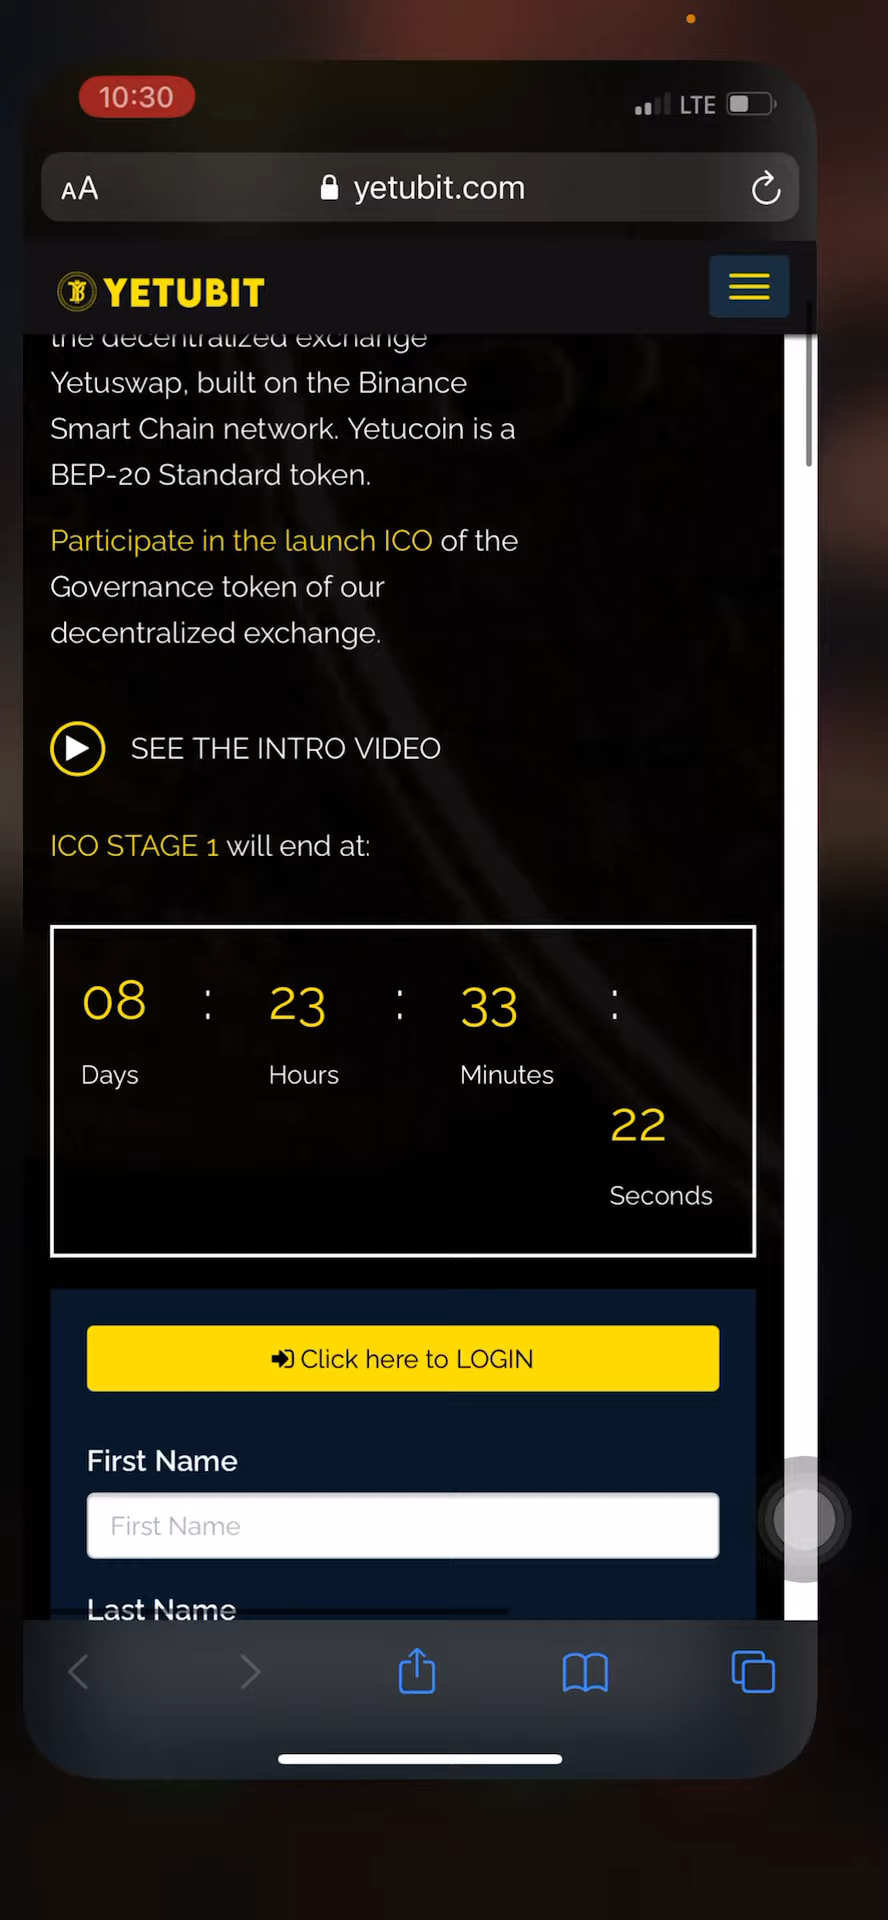 10:30
LTE
AA
yetubit.com
YETUBIT
the decentralized exchange
Yetuswap, built on the Binance
Smart Chain network. Yetucoin is a
BEP-20 Standard token.
Participate in the launch ICO of the
Governance token of our
decentralized exchange.
SEE THE INTRO VIDEO
ICO STAGE 1 will end at:
08 : 23 : 33 :
Days Hours Minutes
22
Seconds
Click here to LOGIN
First Name
First Name
Last Name